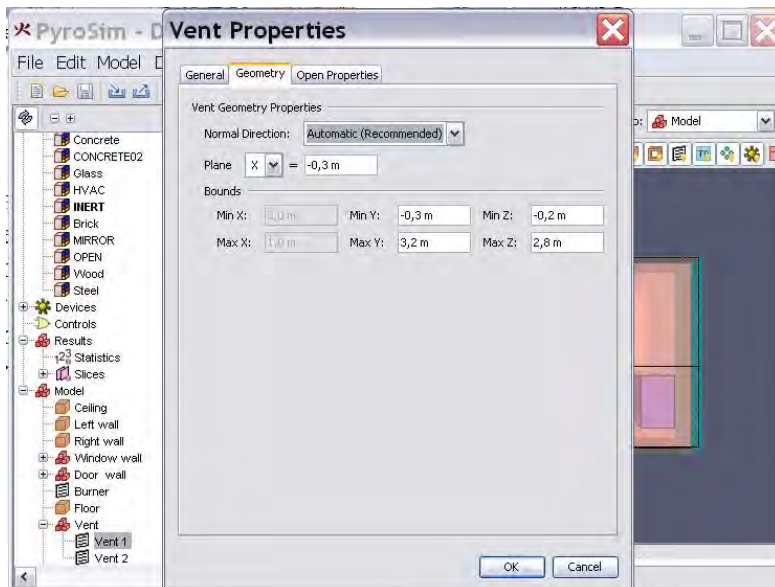 PyroSim - D
Vent Properties
File Edit Model
General Geometry Open Properties
Vent Geometry Properties
Normal Direction: Automatic (Recommended)
Plane X = -0,3 m
Bounds
Min X: Min Y: -0,3 m Min Z: -0,2 m
Max X: Max Y: 3,2 m Max Z: 2,8 m
OK Cancel
Model
Concrete
CONCRETE02
Glass
HVAC
INERT
Brick
MIRROR
OPEN
Wood
Steel
Devices
Controls
Results
Statistics
Slices
Model
Ceiling
Left wall
Right wall
Window wall
Door wall
Burner
Floor
Vent
Vent 1
Vent 2